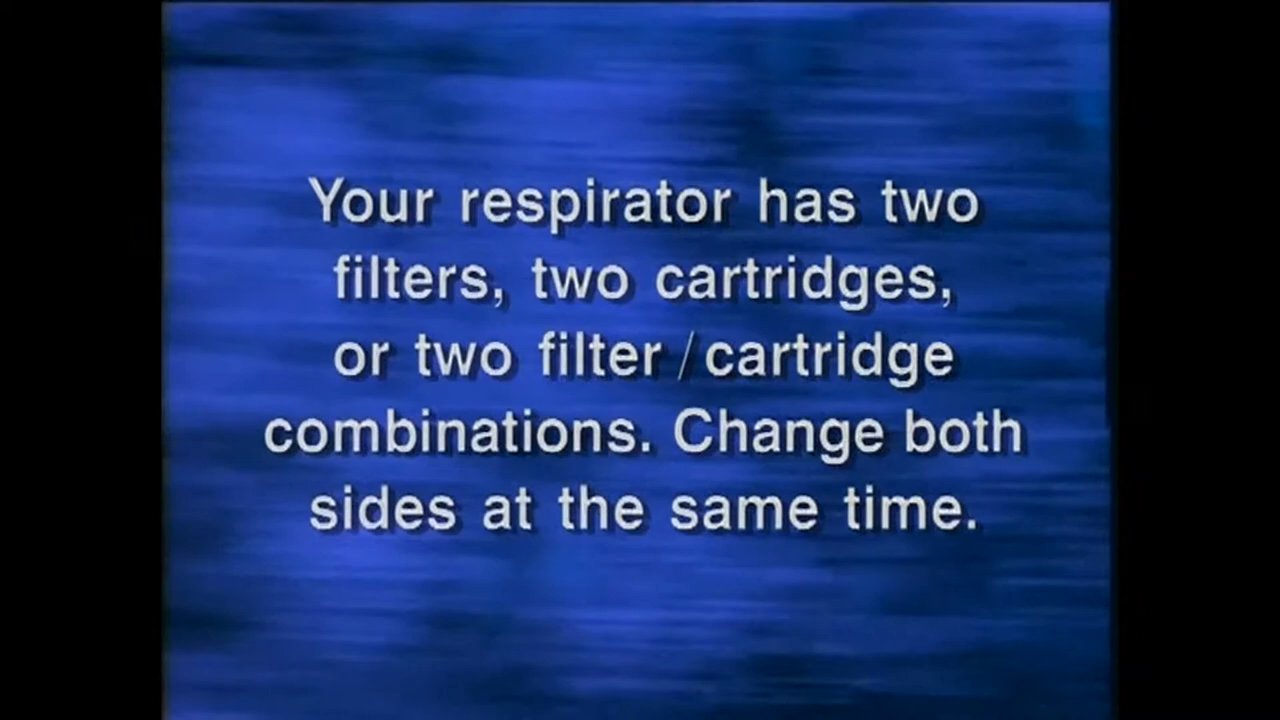 Your respirator has two
filters, two cartridges,
or two filter / cartridge
combinations. Change both
sides at the same time.